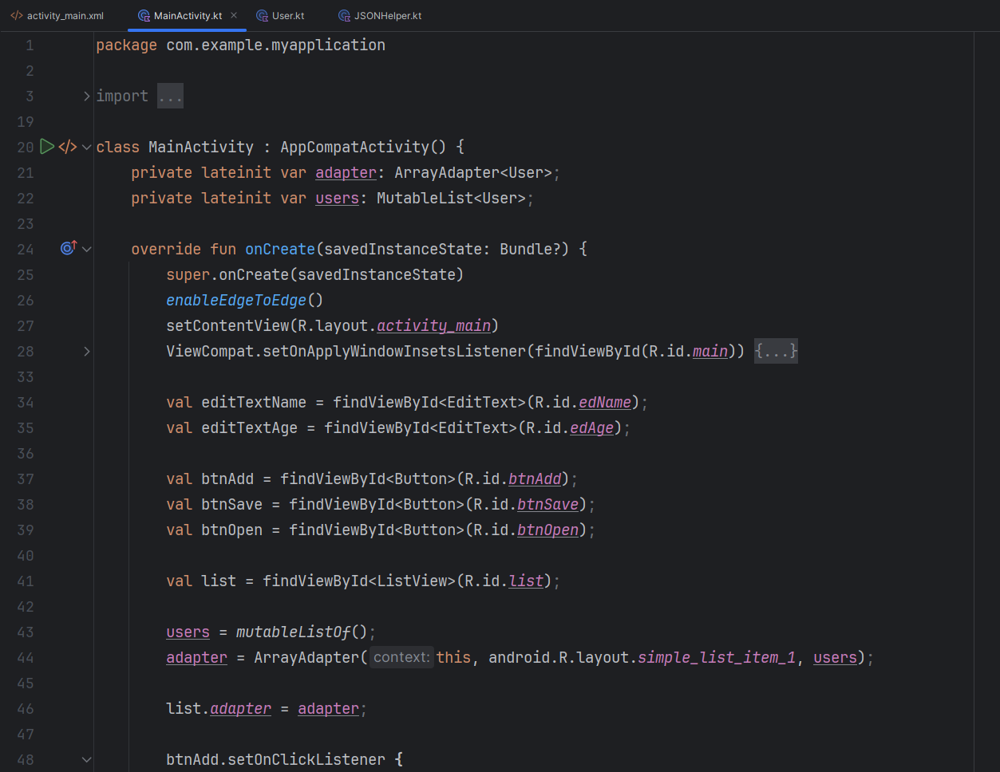 activity_main.xml MainActivity.kt User.kt JSONHelper.kt
1 package com.example.myapplication
2
3 import ...
19
20 class MainActivity : AppCompatActivity() {
21 private lateinit var adapter: ArrayAdapter<User>;
22 private lateinit var users: MutableList<User>;
23
24 override fun onCreate(savedInstanceState: Bundle?) {
25 super.onCreate(savedInstanceState)
26 enableEdgeToEdge()
27 setContentView(R.layout.activity_main)
28 ViewCompat.setOnApplyWindowInsetsListener(findViewById(R.id.main)) {...}
33
34 val editTextName = findViewById<EditText>(R.id.edName);
35 val editTextAge = findViewById<EditText>(R.id.edAge);
36
37 val btnAdd = findViewById<Button>(R.id.btnAdd);
38 val btnSave = findViewById<Button>(R.id.btnSave);
39 val btnOpen = findViewById<Button>(R.id.btnOpen);
40
41 val list = findViewById<ListView>(R.id.list);
42
43 users = mutableListOf();
44 adapter = ArrayAdapter( context: this, android.R.layout.simple_list_item_1, users);
45
46 list.adapter = adapter;
47
48 btnAdd.setOnClickListener {